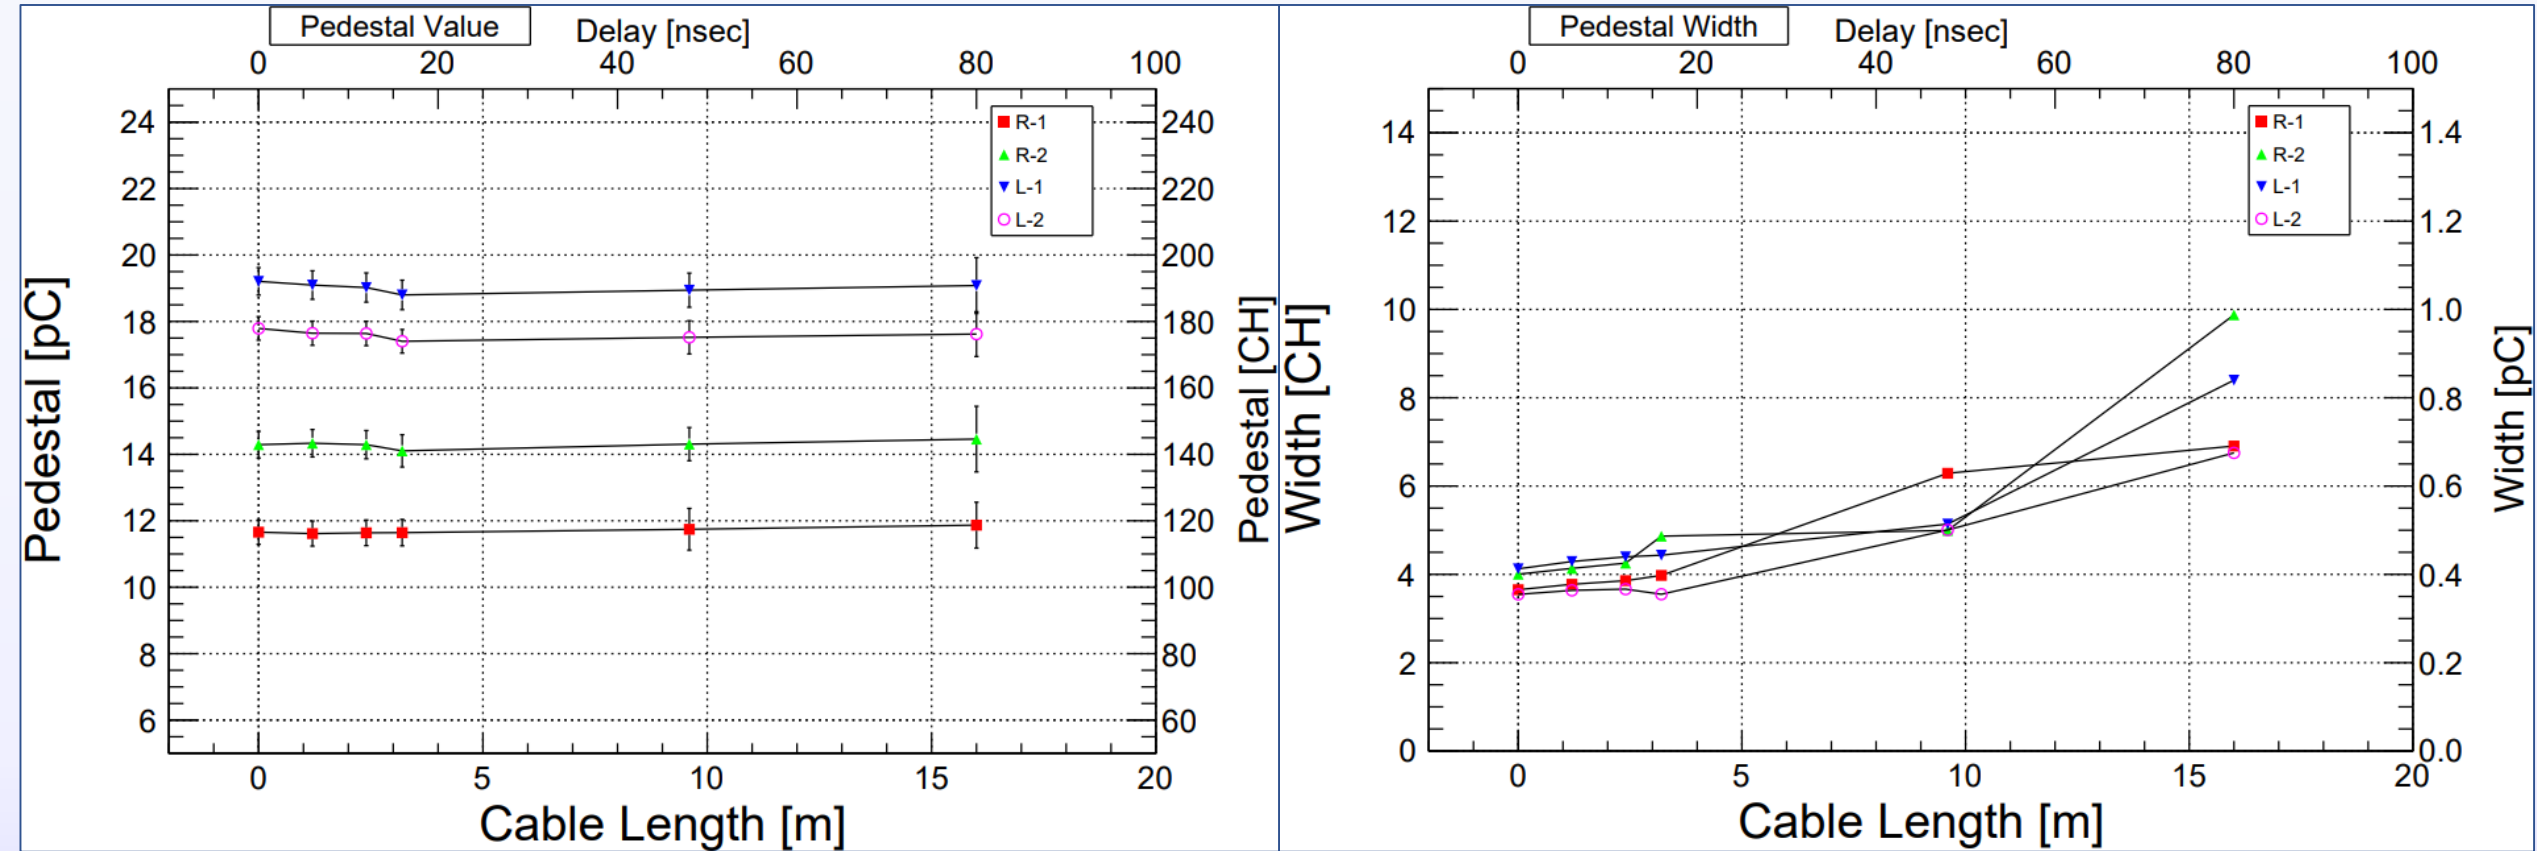 Pedestal Value
Delay [nsec]
0 20 40 60 80 100
24
22
20
18
16
14
12
10
8
6
Pedestal [pC]
R-1
R-2
L-1
L-2
240
220
200
180
160
140
120
100
80
60
Pedestal [CH]
0 5 10 15 20
Cable Length [m]
Pedestal Width
Delay [nsec]
0 20 40 60 80 100
14
12
10
8
6
4
2
0
Width [CH]
R-1
R-2
L-1
L-2
1.4
1.2
1.0
0.8
0.6
0.4
0.2
0.0
Width [pC]
0 5 10 15 20
Cable Length [m]